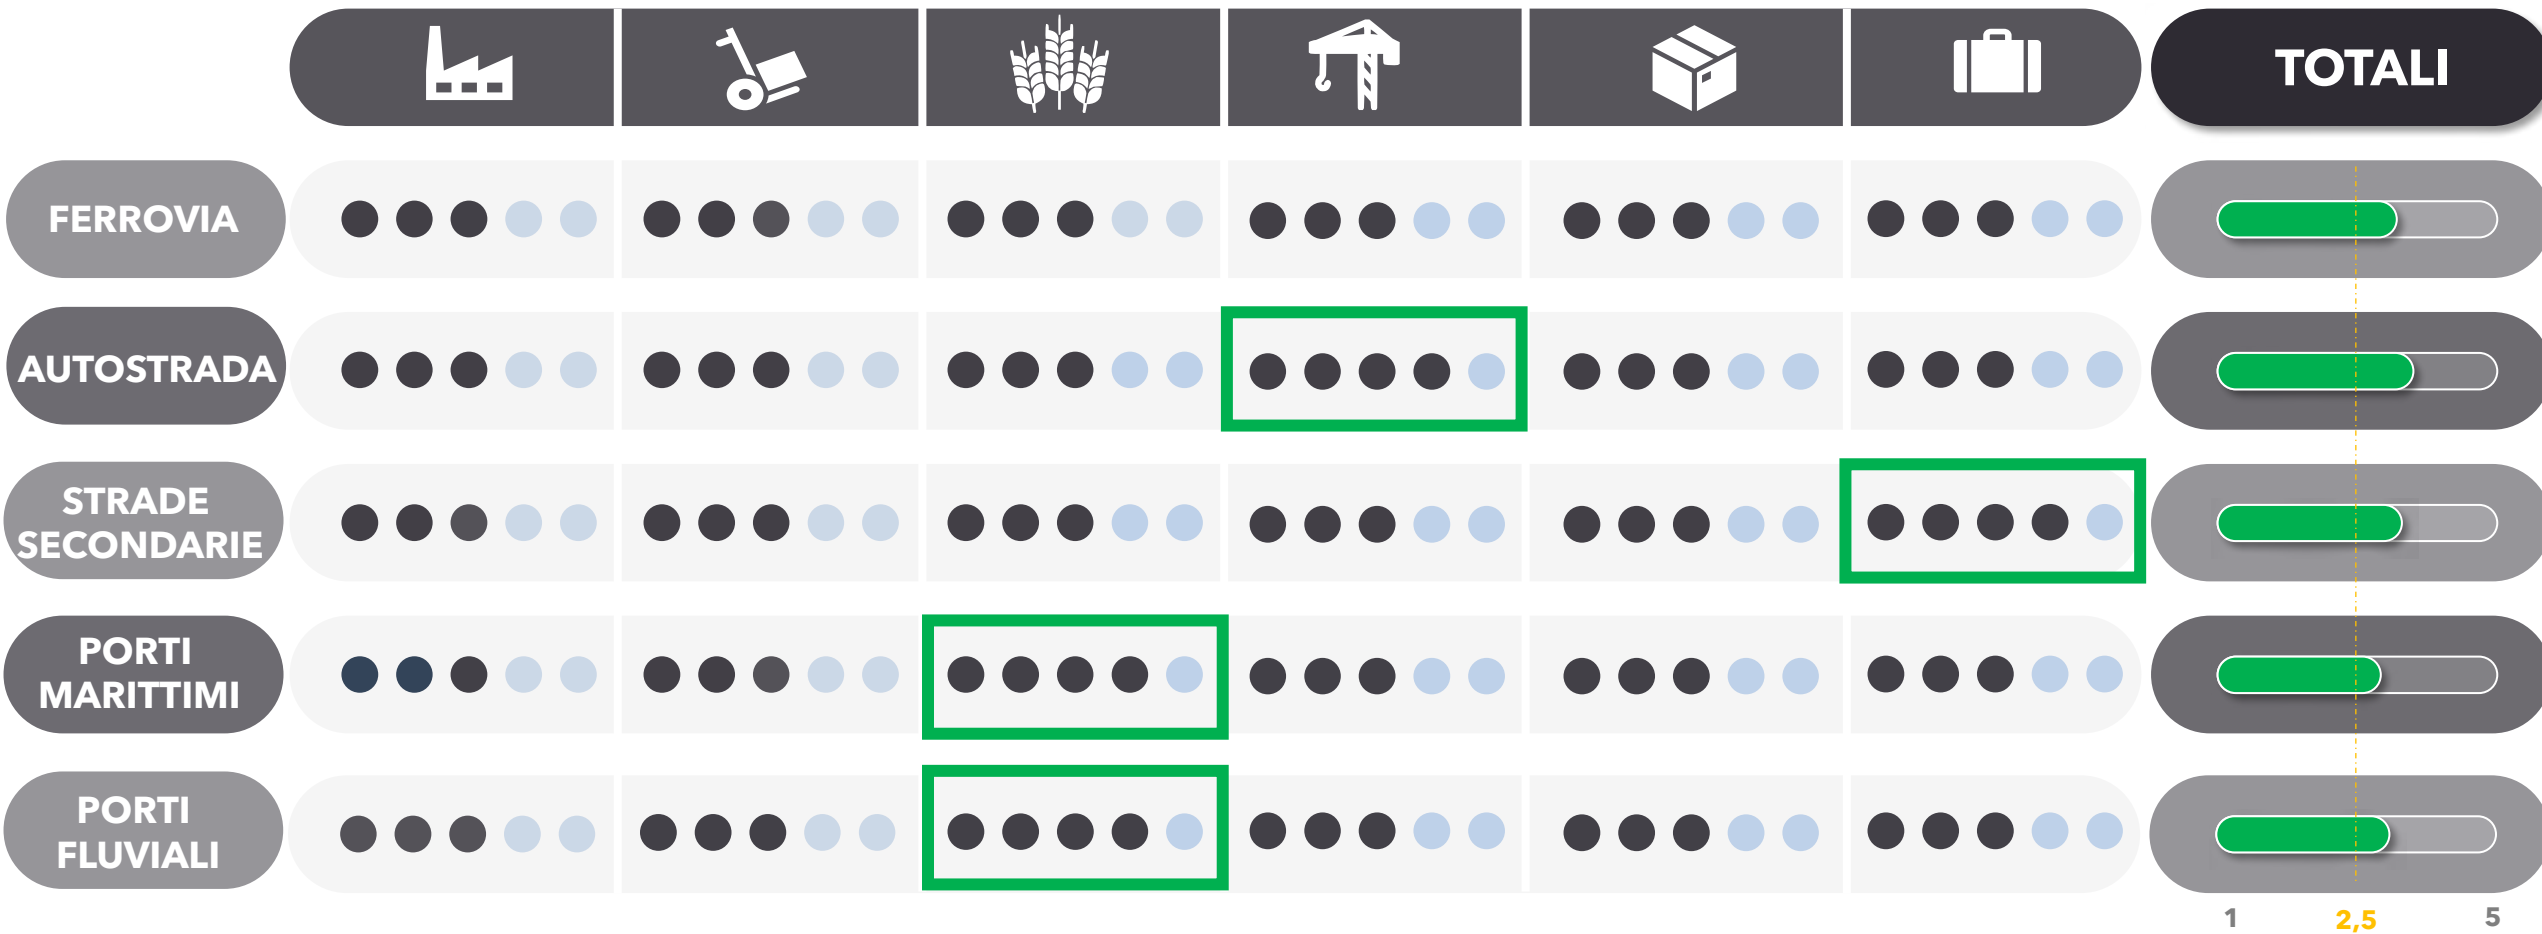 TOTALI
FERROVIA
AUTOSTRADA
STRADE
SECONDARIE
PORTI
MARITTIMI
PORTI
FLUVIALI
1 2,5 5